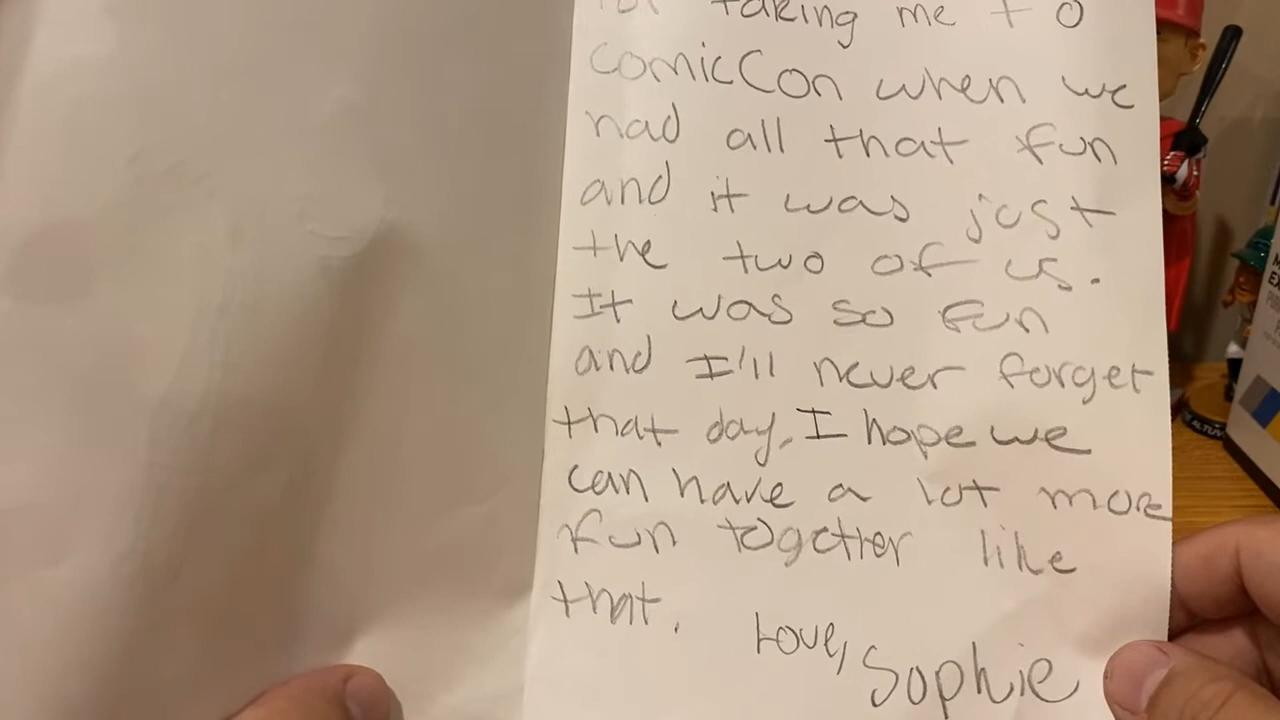 for taking me to
comicCon when we
had all that fun
and it was just
the two of us.
It was so fun
and I'll never forget
that day. I hope we
can have a lot more
fun together like
that.
Love,
Sophie
ALTUV